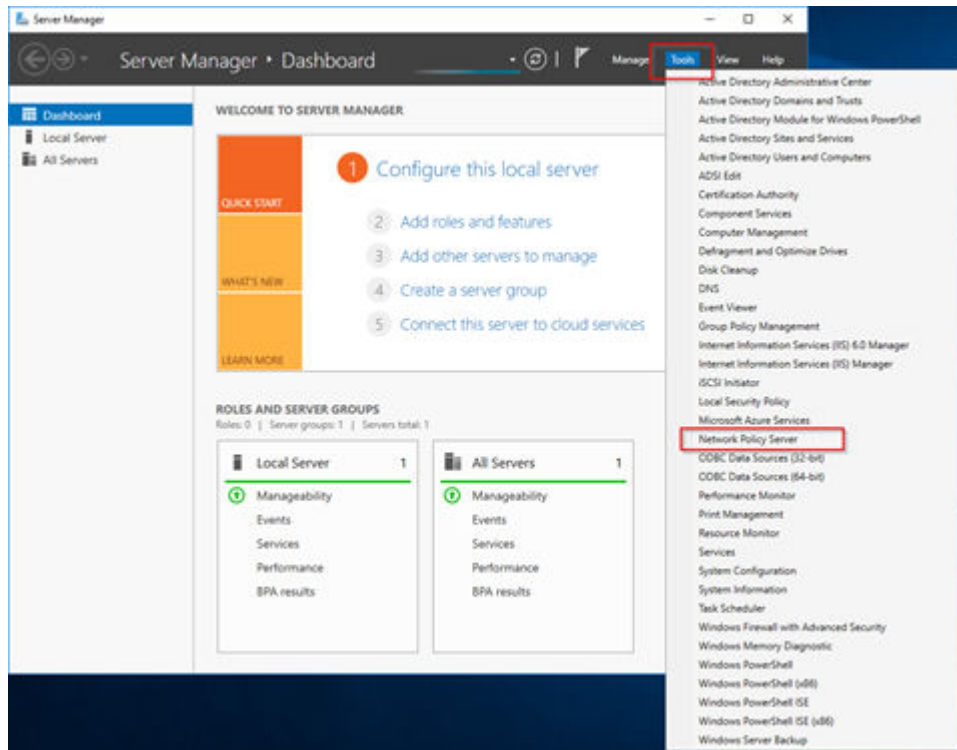 Server Manager
Server Manager • Dashboard
Manage Tools View Help
Dashboard
Local Server
All Servers
WELCOME TO SERVER MANAGER
QUICK START
WHAT'S NEW
LEARN MORE
1 Configure this local server
2 Add roles and features
3 Add other servers to manage
4 Create a server group
5 Connect this server to cloud services
ROLES AND SERVER GROUPS
Roles: 0 | Server groups: 1 | Servers total: 1
Local Server 1
Manageability
Events
Services
Performance
BPA results
All Servers 1
Manageability
Events
Services
Performance
BPA results
Active Directory Administrative Center
Active Directory Domains and Trusts
Active Directory Module for Windows PowerShell
Active Directory Sites and Services
Active Directory Users and Computers
ADSI Edit
Certification Authority
Component Services
Computer Management
Defragment and Optimize Drives
Disk Cleanup
DNS
Event Viewer
Group Policy Management
Internet Information Services (IIS) 6.0 Manager
Internet Information Services (IIS) Manager
iSCSI Initiator
Local Security Policy
Microsoft Azure Services
Network Policy Server
ODBC Data Sources (32-bit)
ODBC Data Sources (64-bit)
Performance Monitor
Print Management
Resource Monitor
Services
System Configuration
System Information
Task Scheduler
Windows Firewall with Advanced Security
Windows Memory Diagnostic
Windows PowerShell
Windows PowerShell (x86)
Windows PowerShell ISE
Windows PowerShell ISE (x86)
Windows Server Backup